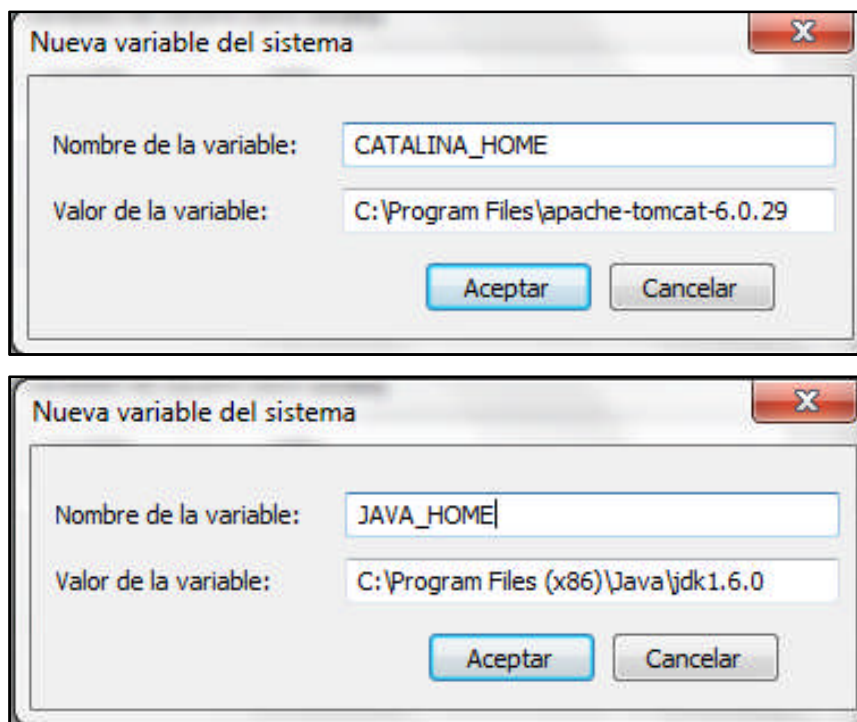 Nueva variable del sistema
Nombre de la variable: CATALINA_HOME
Valor de la variable: C:\Program Files\apache-tomcat-6.0.29
Aceptar Cancelar
Nueva variable del sistema
Nombre de la variable: JAVA_HOME
Valor de la variable: C:\Program Files (x86)\Java\jdk1.6.0
Aceptar Cancelar